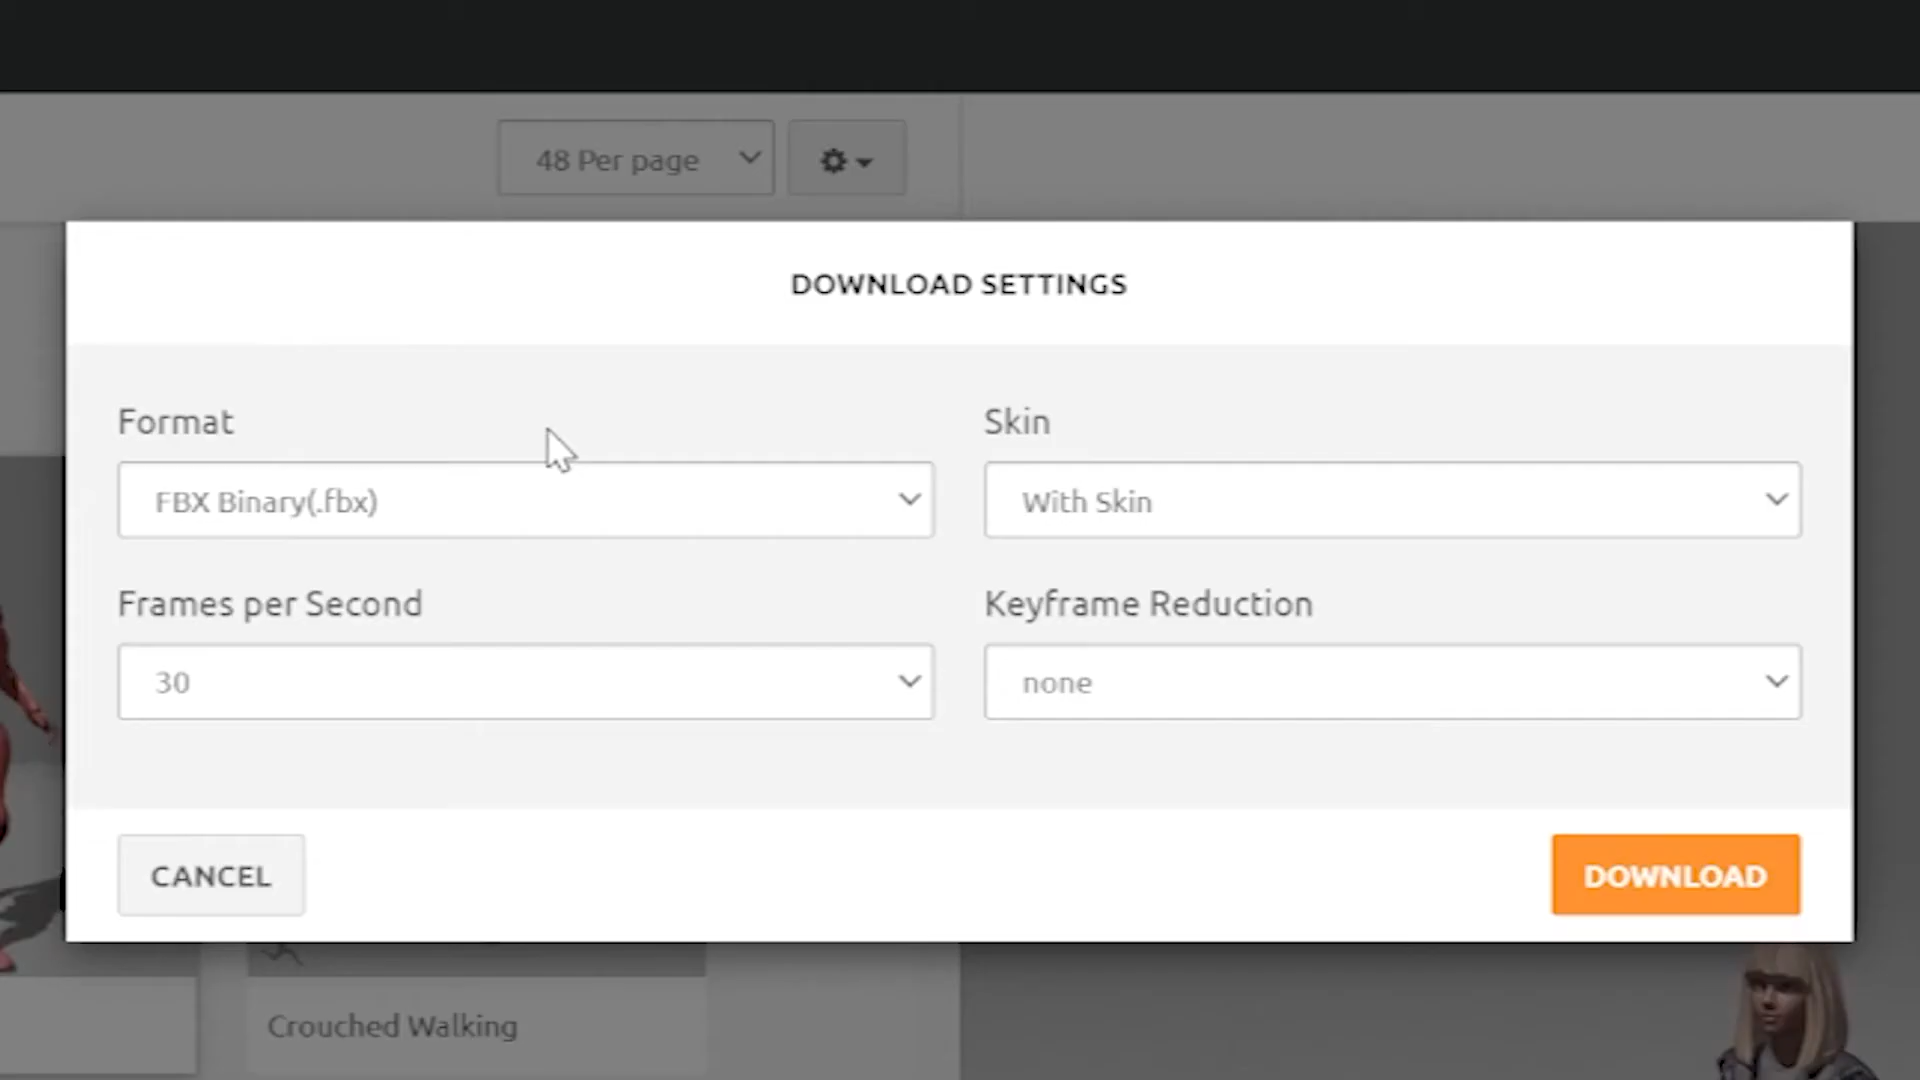 48 Per page
DOWNLOAD SETTINGS
Format
Skin
FBX Binary(.fbx)
With Skin
Frames per Second
Keyframe Reduction
30
none
CANCEL
DOWNLOAD
Crouched Walking